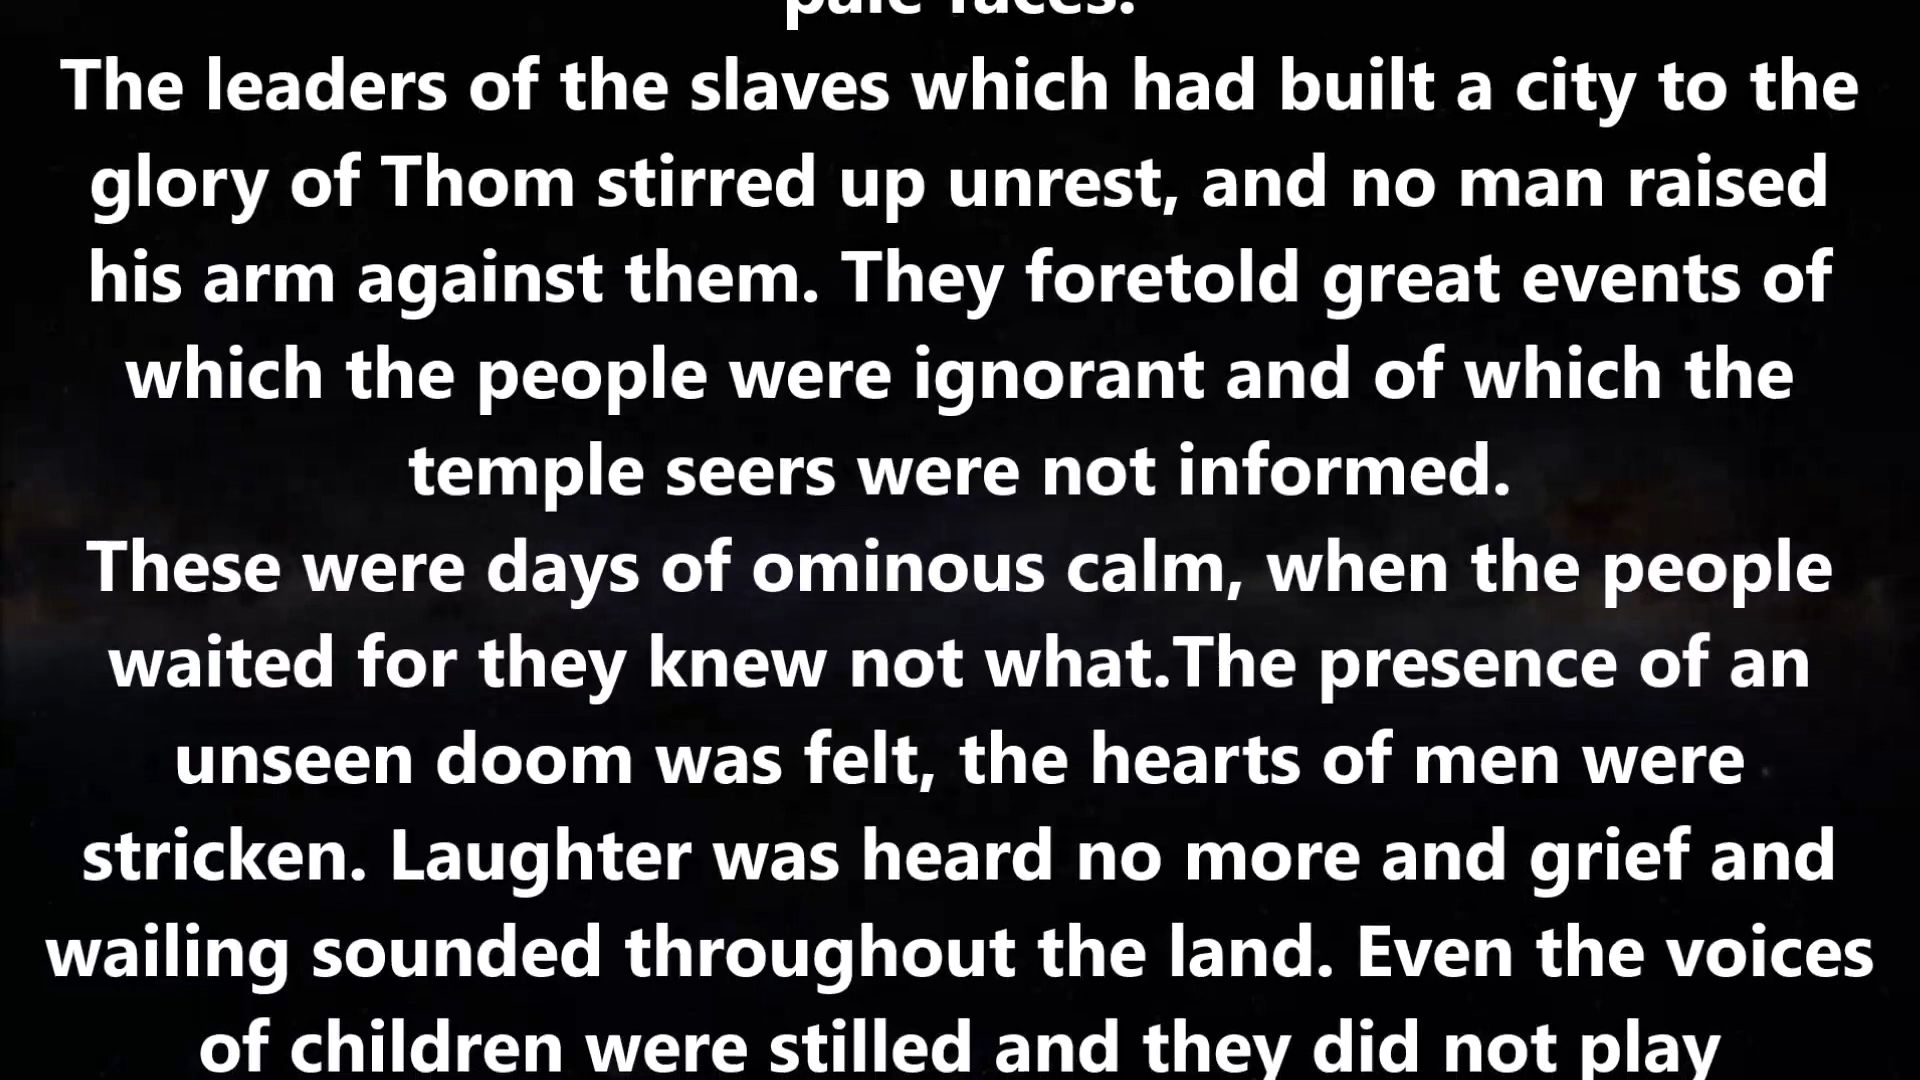 pale faces.
The leaders of the slaves which had built a city to the
glory of Thom stirred up unrest, and no man raised
his arm against them. They foretold great events of
which the people were ignorant and of which the
temple seers were not informed.
These were days of ominous calm, when the people
waited for they knew not what.The presence of an
unseen doom was felt, the hearts of men were
stricken. Laughter was heard no more and grief and
wailing sounded throughout the land. Even the voices
of children were stilled and they did not play